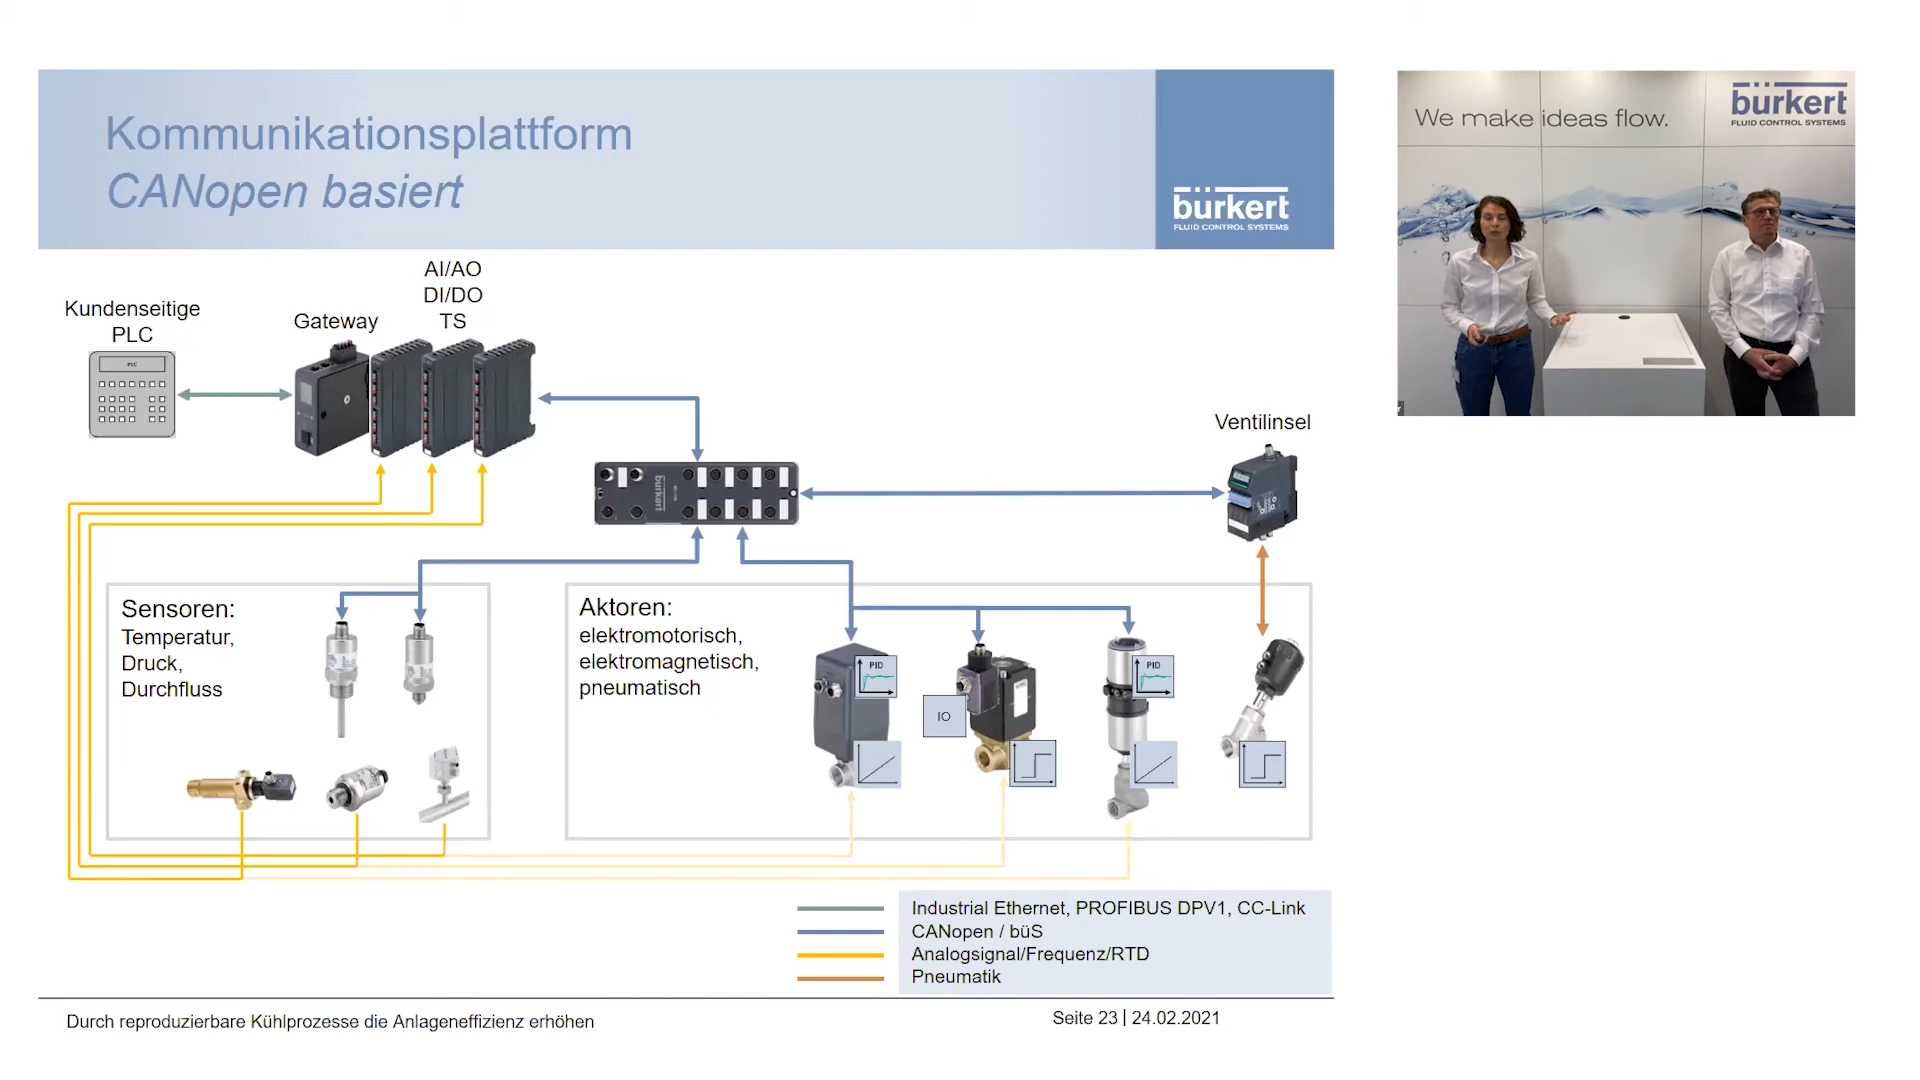 Kommunikationsplattform
CANopen basiert
bürkert
FLUID CONTROL SYSTEMS
We make ideas flow.
bürkert
FLUID CONTROL SYSTEMS
Kundenseitige
PLC
PLC
Gateway
AI/AO
DI/DO
TS
bürkert
Ventilinsel
Sensoren:
Temperatur,
Druck,
Durchfluss
Aktoren:
elektromotorisch,
elektromagnetisch,
pneumatisch
PID
IO
PID
Industrial Ethernet, PROFIBUS DPV1, CC-Link
CANopen / büS
Analogsignal/Frequenz/RTD
Pneumatik
Durch reproduzierbare Kühlprozesse die Anlageneffizienz erhöhen
Seite 23 | 24.02.2021